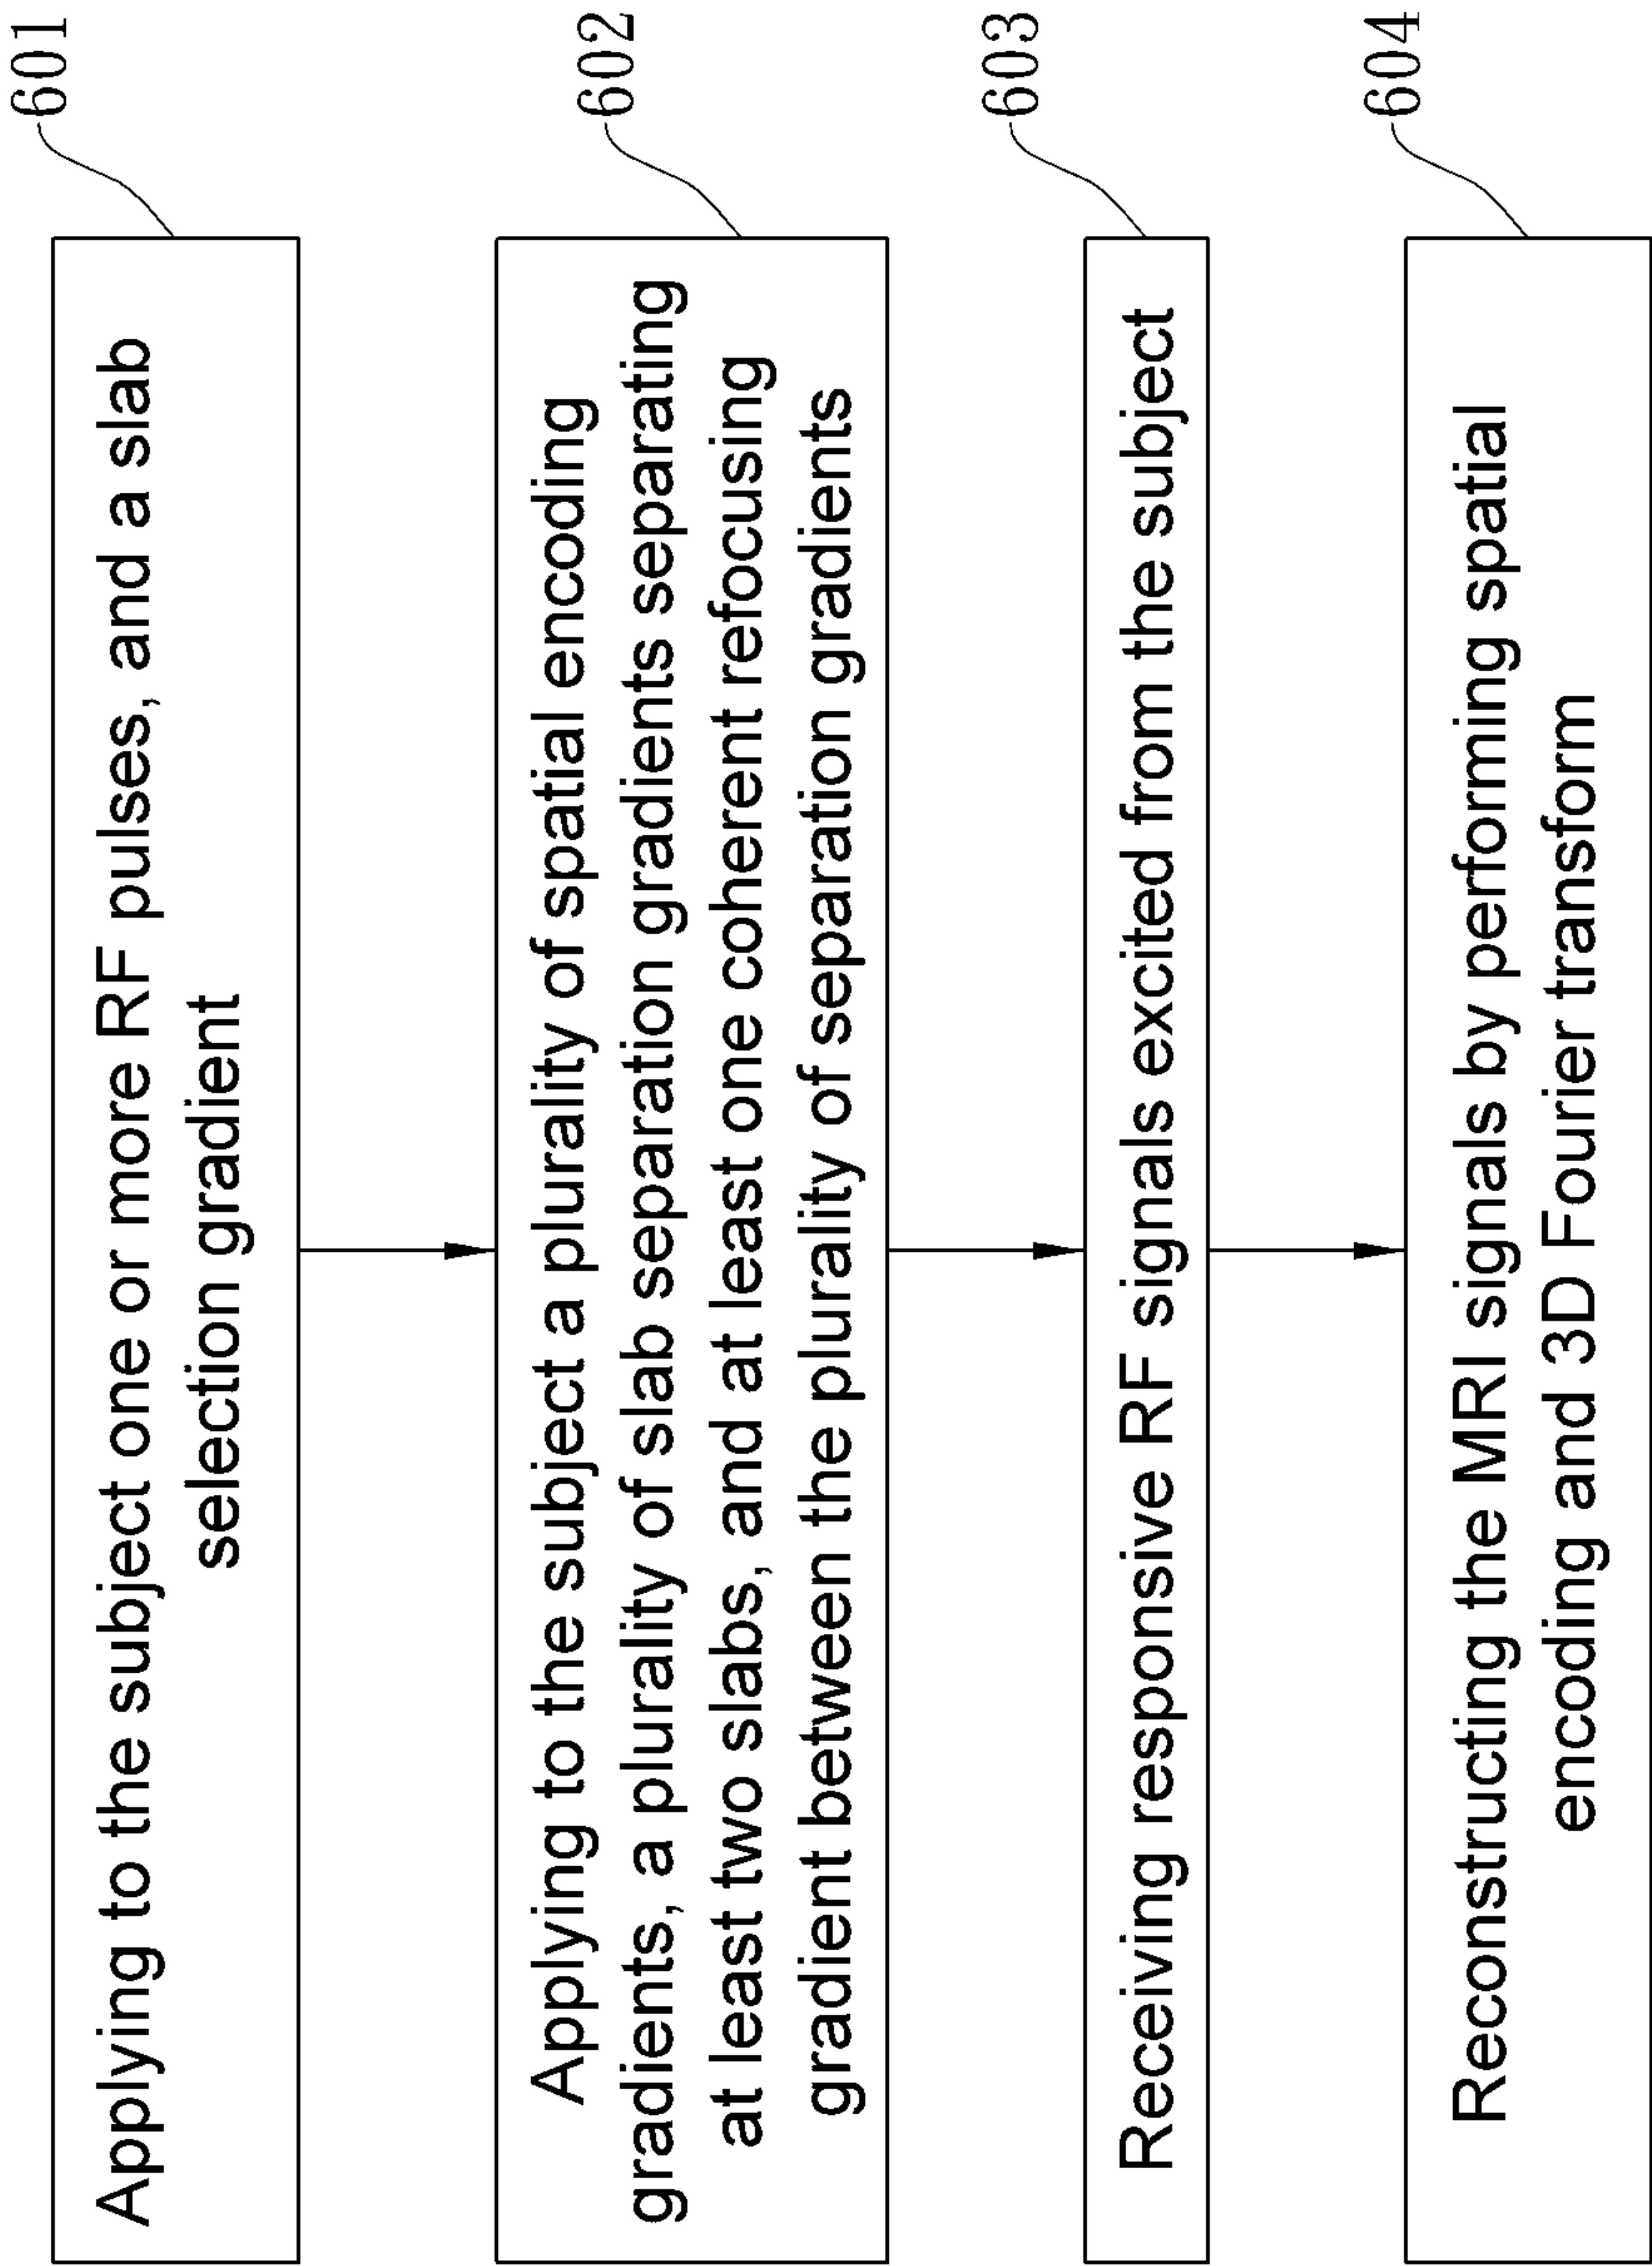 601
Applying to the subject one or more RF pulses, and a slab
selection gradient
602
Applying to the subject a plurality of spatial encoding
gradients, a plurality of slab separation gradients separating
at least two slabs, and at least one coherent refocusing
gradient between the plurality of separation gradients
603
Receiving responsive RF signals excited from the subject
604
Reconstructing the MRI signals by performing spatial
encoding and 3D Fourier transform